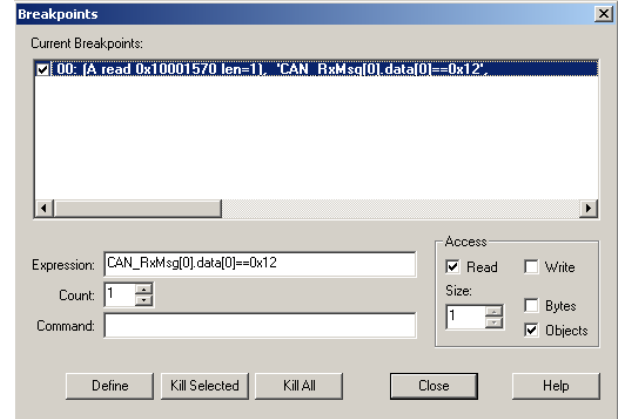 Breakpoints
Current Breakpoints:
00: (A read 0x10001570 len=1), 'CAN_RxMsg[0].data[0]==0x12',
Access
Expression: CAN_RxMsg[0].data[0]==0x12
Read Write
Count: 1
Size:
1
Bytes
Command:
Objects
Define Kill Selected Kill All Close Help